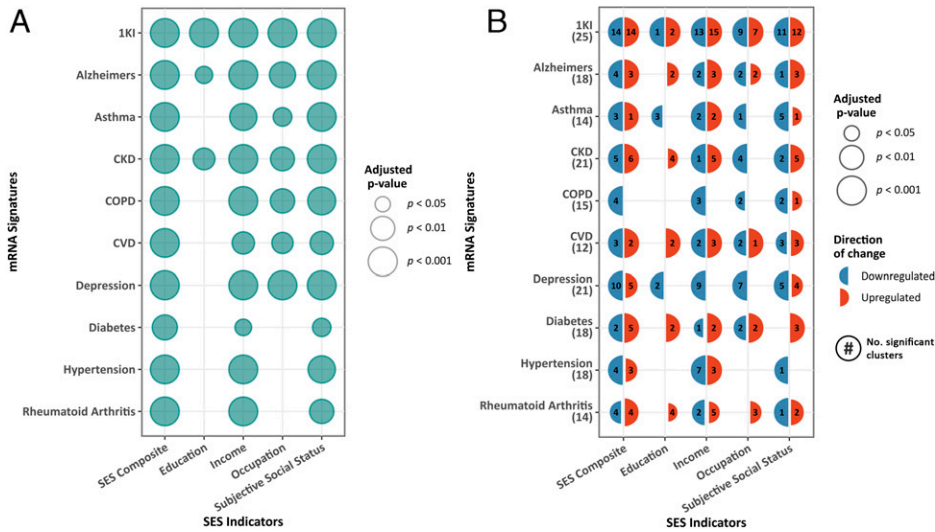 A
mRNA Signatures
1KI
Alzheimers
Asthma
CKD
COPD
CVD
Depression
Diabetes
Hypertension
Rheumatoid Arthritis
SES Composite
Education
Income
Occupation
Subjective Social Status
SES Indicators
Adjusted
p-value
p < 0.05
p < 0.01
p < 0.001
B
mRNA Signatures
1KI
(25)
14 14 1 2 13 15 9 7 11 12
Alzheimers
(18)
4 3 2 2 3 2 2 1 3
Asthma
(14)
3 1 3 2 2 1 5 1
CKD
(21)
5 6 4 1 5 4 2 5
COPD
(15)
4 3 2 2 1
CVD
(12)
3 2 2 2 3 2 1 3 3
Depression
(21)
10 5 2 9 7 5 4
Diabetes
(18)
2 5 2 1 2 2 2 3
Hypertension
(18)
4 3 7 3 1
Rheumatoid Arthritis
(14)
4 4 4 2 5 3 1 2
SES Composite
Education
Income
Occupation
Subjective Social Status
SES Indicators
Adjusted
p-value
p < 0.05
p < 0.01
p < 0.001
Direction
of change
Downregulated
Upregulated
# No. significant
clusters